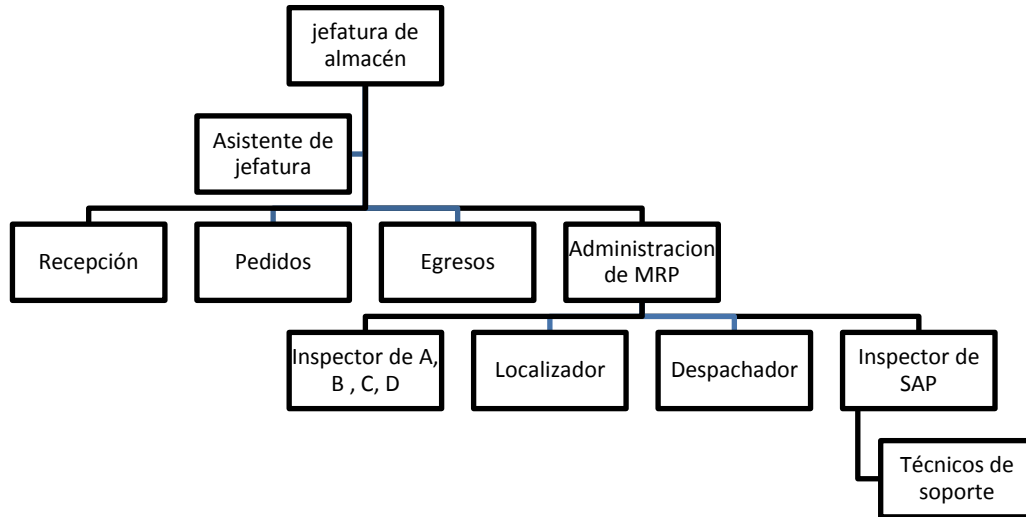 jefatura de
almacén
Asistente de
jefatura
Recepción
Pedidos
Egresos
Administracion
de MRP
Inspector de A,
B , C, D
Localizador
Despachador
Inspector de
SAP
Técnicos de
soporte